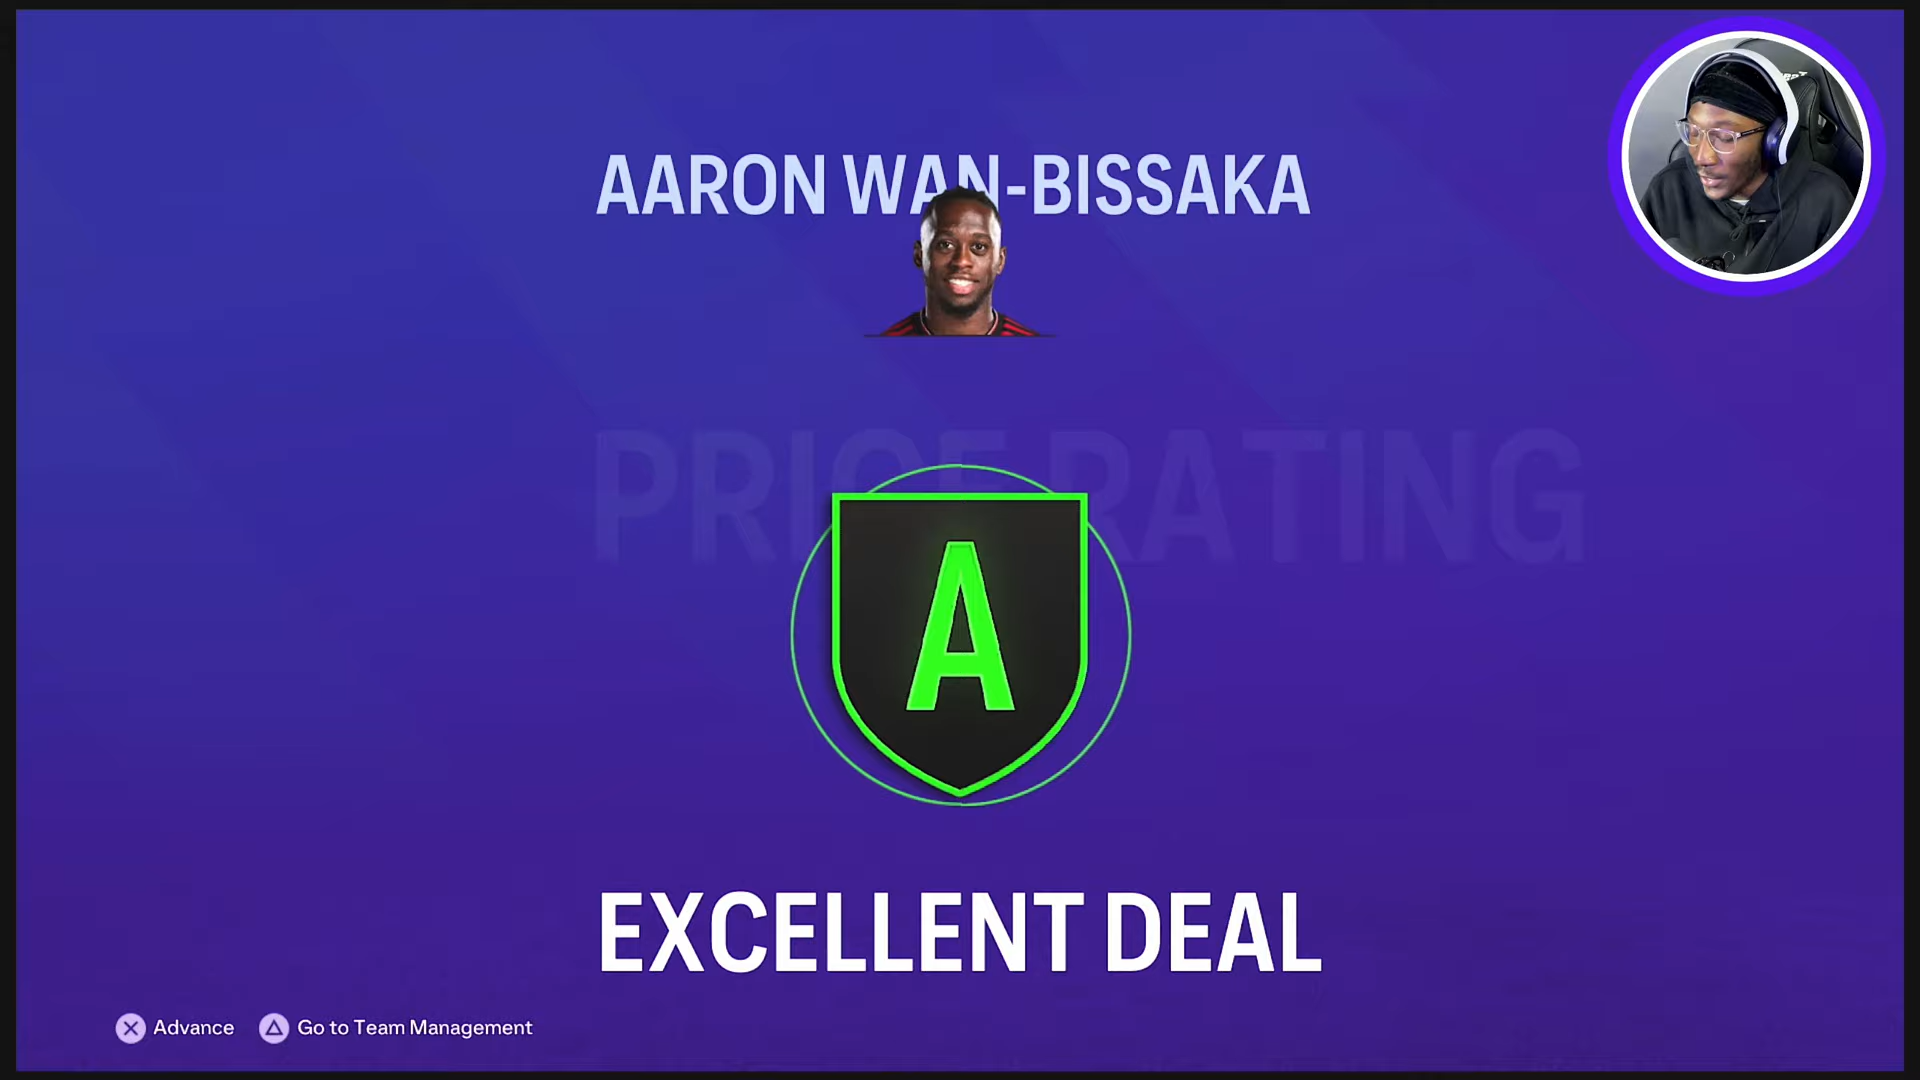 AARON WAN-BISSAKA
PRICE RATING
A
EXCELLENT DEAL
Advance
Go to Team Management